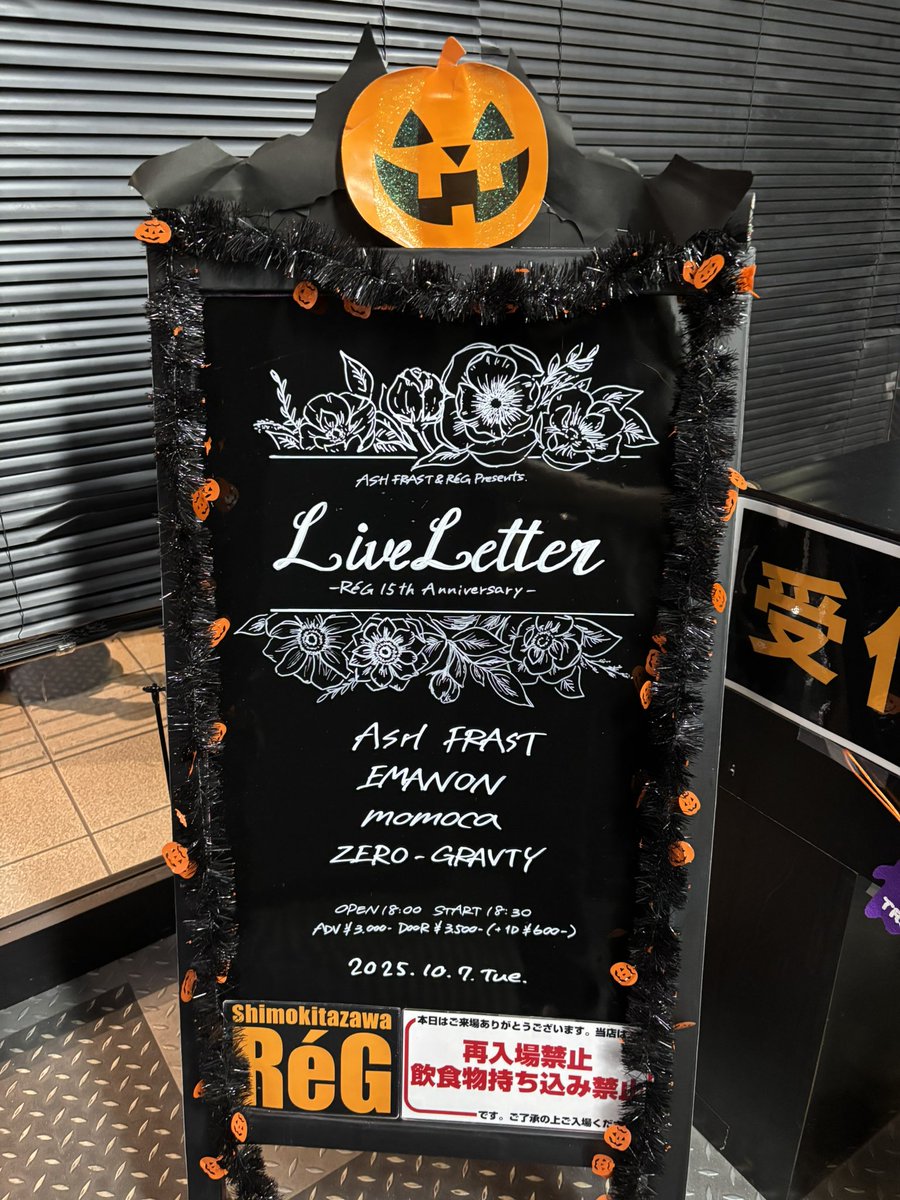 ASH FRAST & RéG Presents.
LiveLetter
-RéG 15th Anniversary-
ASH FRAST
EMANON
momoca
ZERO-GRAVTY
OPEN 18:00 START 18:30
ADV ¥3,000- DOOR ¥3500- (+1D ¥600-)
2025.10.7.Tue.
Shimokitazawa
RéG
本日はご来場ありがとうございます。当店は
再入場禁止
飲食物持ち込み禁止
です。ご了承の上ご入場くだ
受